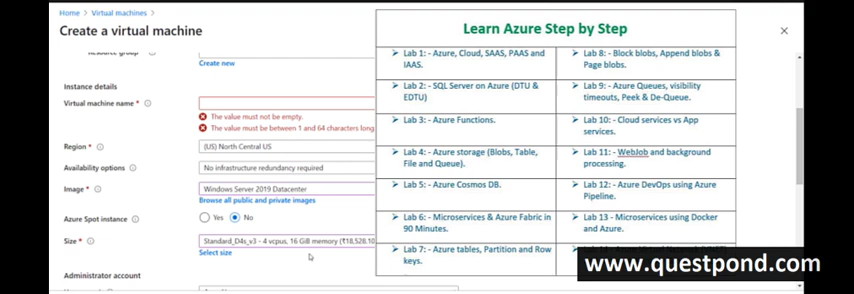 Home > Virtual machines >
Create a virtual machine
Resource group
Create new
Instance details
Virtual machine name *
The value must not be empty.
The value must be between 1 and 64 characters long
Region *
(US) North Central US
Availability options
No infrastructure redundancy required
Image *
Windows Server 2019 Datacenter
Browse all public and private images
Azure Spot instance
Yes
No
Size *
Standard_D4s_v3 - 4 vcpus, 16 GiB memory (₹18,528.10
Select size
Administrator account
Learn Azure Step by Step
Lab 1: - Azure, Cloud, SAAS, PAAS and
IAAS.
Lab 2: - SQL Server on Azure (DTU &
EDTU)
Lab 3: - Azure Functions.
Lab 4: - Azure storage (Blobs, Table,
File and Queue).
Lab 5: - Azure Cosmos DB.
Lab 6: - Microservices & Azure Fabric in
90 Minutes.
Lab 7: - Azure tables, Partition and Row
keys.
Lab 8: - Block blobs, Append blobs &
Page blobs.
Lab 9: - Azure Queues, visibility
timeouts, Peek & De-Queue.
Lab 10: - Cloud services vs App
services.
Lab 11: - WebJob and background
processing.
Lab 12: - Azure DevOps using Azure
Pipeline.
Lab 13 - Microservices using Docker
and Azure.
www.questpond.com